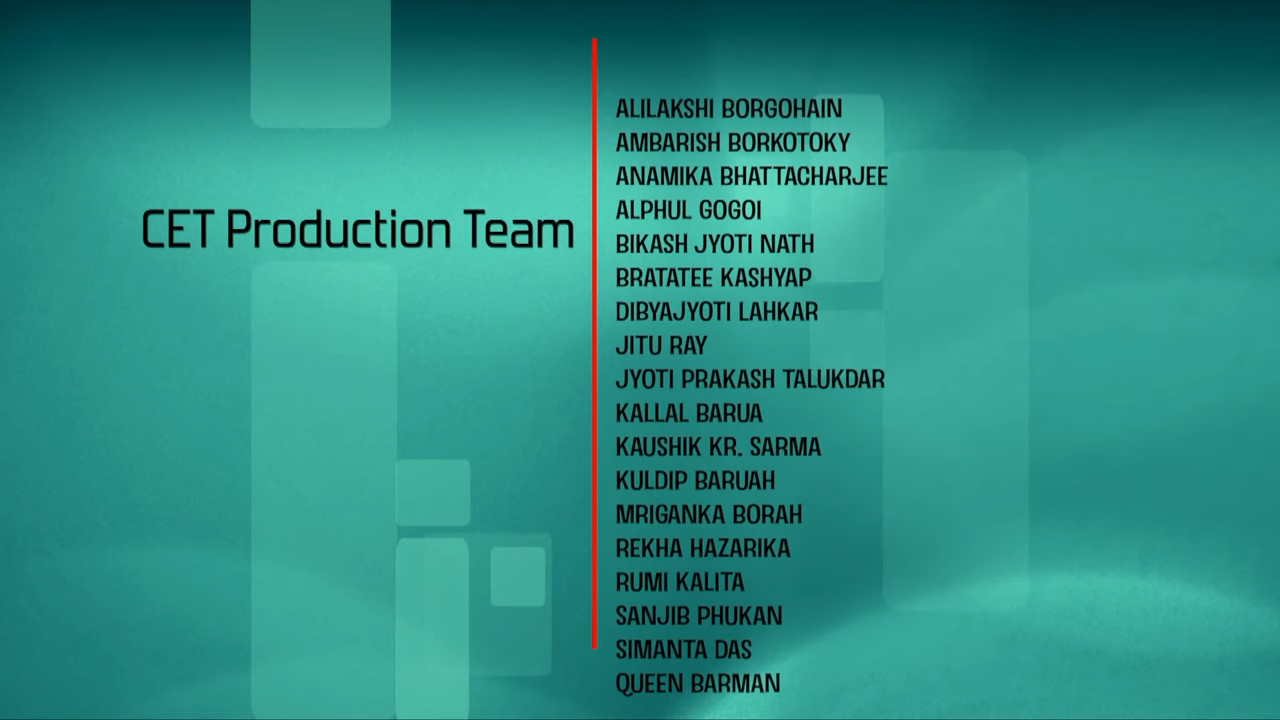 CET Production Team
ALILAKSHI BORGOHAIN
AMBARISH BORKOTOKY
ANAMIKA BHATTACHARJEE
ALPHUL GOGOI
BIKASH JYOTI NATH
BRATATEE KASHYAP
DIBYAJYOTI LAHKAR
JITU RAY
JYOTI PRAKASH TALUKDAR
KALLAL BARUA
KAUSHIK KR. SARMA
KULDIP BARUAH
MRIGANKA BORAH
REKHA HAZARIKA
RUMI KALITA
SANJIB PHUKAN
SIMANTA DAS
QUEEN BARMAN